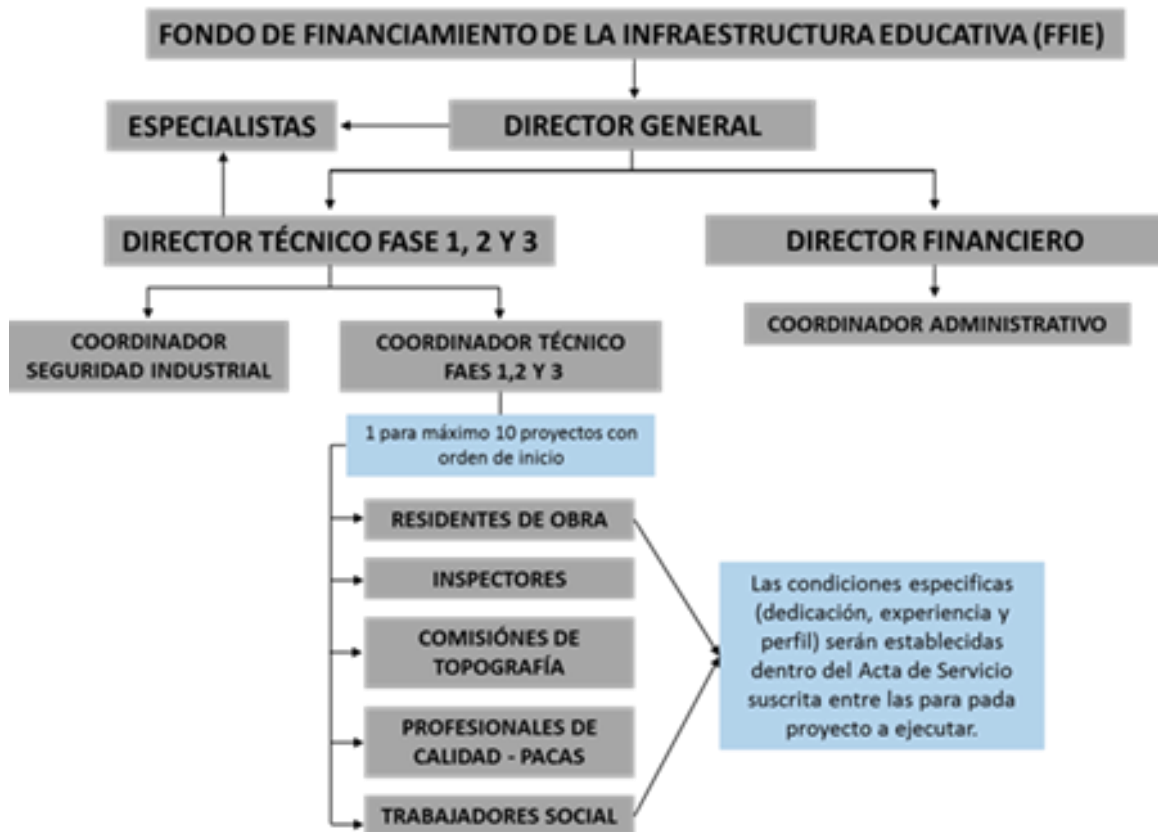 FONDO DE FINANCIAMIENTO DE LA INFRAESTRUCTURA EDUCATIVA (FFIE)
ESPECIALISTAS
DIRECTOR GENERAL
DIRECTOR TÉCNICO FASE 1, 2 Y 3
DIRECTOR FINANCIERO
COORDINADOR
SEGURIDAD INDUSTRIAL
COORDINADOR TÉCNICO
FAES 1,2 Y 3
COORDINADOR ADMINISTRATIVO
1 para máximo 10 proyectos con
orden de inicio
RESIDENTES DE OBRA
INSPECTORES
COMISIÓNES DE
TOPOGRAFÍA
PROFESIONALES DE
CALIDAD - PACAS
TRABAJADORES SOCIAL
Las condiciones especificas
(dedicación, experiencia y
perfil) serán establecidas
dentro del Acta de Servicio
suscrita entre las para pada
proyecto a ejecutar.